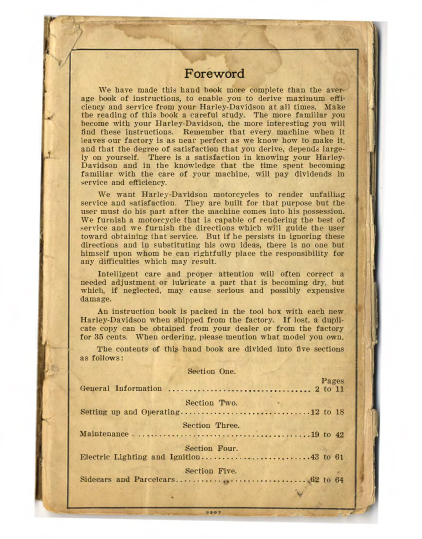 Foreword
We have made this hand book more complete than the aver-
age book of instructions, to enable you to derive maximum effi-
ciency and service from your Harley-Davidson at all times. Make
the reading of this book a careful study. The more familiar you
become with your Harley-Davidson, the more interesting you will
find these instructions. Remember that every machine when it
leaves our factory is as near perfect as we know how to make it,
and that the degree of satisfaction that you derive, depends large-
ly on yourself. There is a satisfaction in knowing your Harley-
Davidson and in the knowledge that the time spent becoming
familiar with the care of your machine, will pay dividends in
service and efficiency.
We want Harley-Davidson motorcycles to render unfailing
service and satisfaction. They are built for that purpose but the
user must do his part after the machine comes into his possession.
We furnish a motorcycle that is capable of rendering the best of
service and we furnish the directions which will guide the user
toward obtaining that service. But if he persists in ignoring these
directions and in substituting his own ideas, there is no one but
himself upon whom be can rightfully place the responsibility for
any difficulties which may result.
Intelligent care and proper attention will often correct a
needed adjustment or lubricate a part that is becoming dry, but
which, if neglected, may cause serious and possibly expensive
damage.
An instruction book is packed in the tool box with each new
Harley-Davidson when shipped from the factory. If lost, a dupli-
cate copy can be obtained from your dealer or from the factory
for 35 cents. When ordering, please mention what model you own.
The contents of this hand book are divided into five sections
as follows:
Section One.
Pages
General Information ................................ 2 to 11
Section Two.
Setting up and Operating............................12 to 18
Section Three.
Maintenance ........................................19 to 42
Section Four.
Electric Lighting and Ignition......................43 to 61
Section Five.
Sidecars and Parcelcars.............................62 to 64